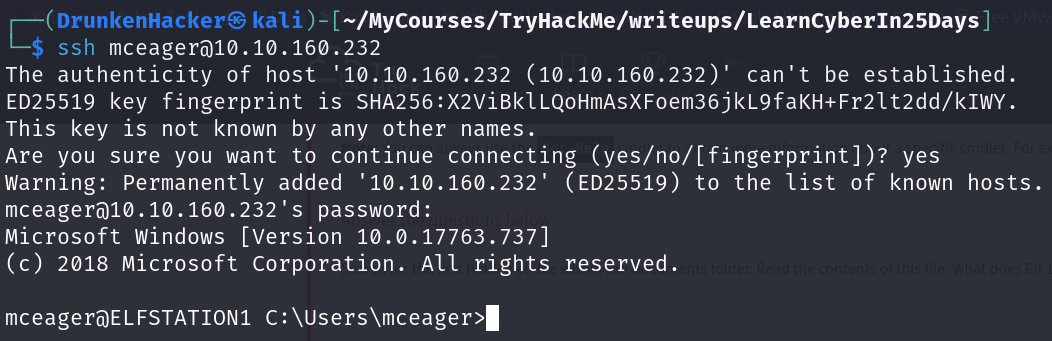 ┌──(DrunkenHacker㉿kali)-[~/MyCourses/TryHackMe/writeups/LearnCyberIn25Days]
└─$ ssh mceager@10.10.160.232
The authenticity of host '10.10.160.232 (10.10.160.232)' can't be established.
ED25519 key fingerprint is SHA256:X2ViBklLQoHmAsXFoem36jkL9faKH+Fr2lt2dd/kIWY.
This key is not known by any other names.
Are you sure you want to continue connecting (yes/no/[fingerprint])? yes
Warning: Permanently added '10.10.160.232' (ED25519) to the list of known hosts.
mceager@10.10.160.232's password:
Microsoft Windows [Version 10.0.17763.737]
(c) 2018 Microsoft Corporation. All rights reserved.
mceager@ELFSTATION1 C:\Users\mceager>